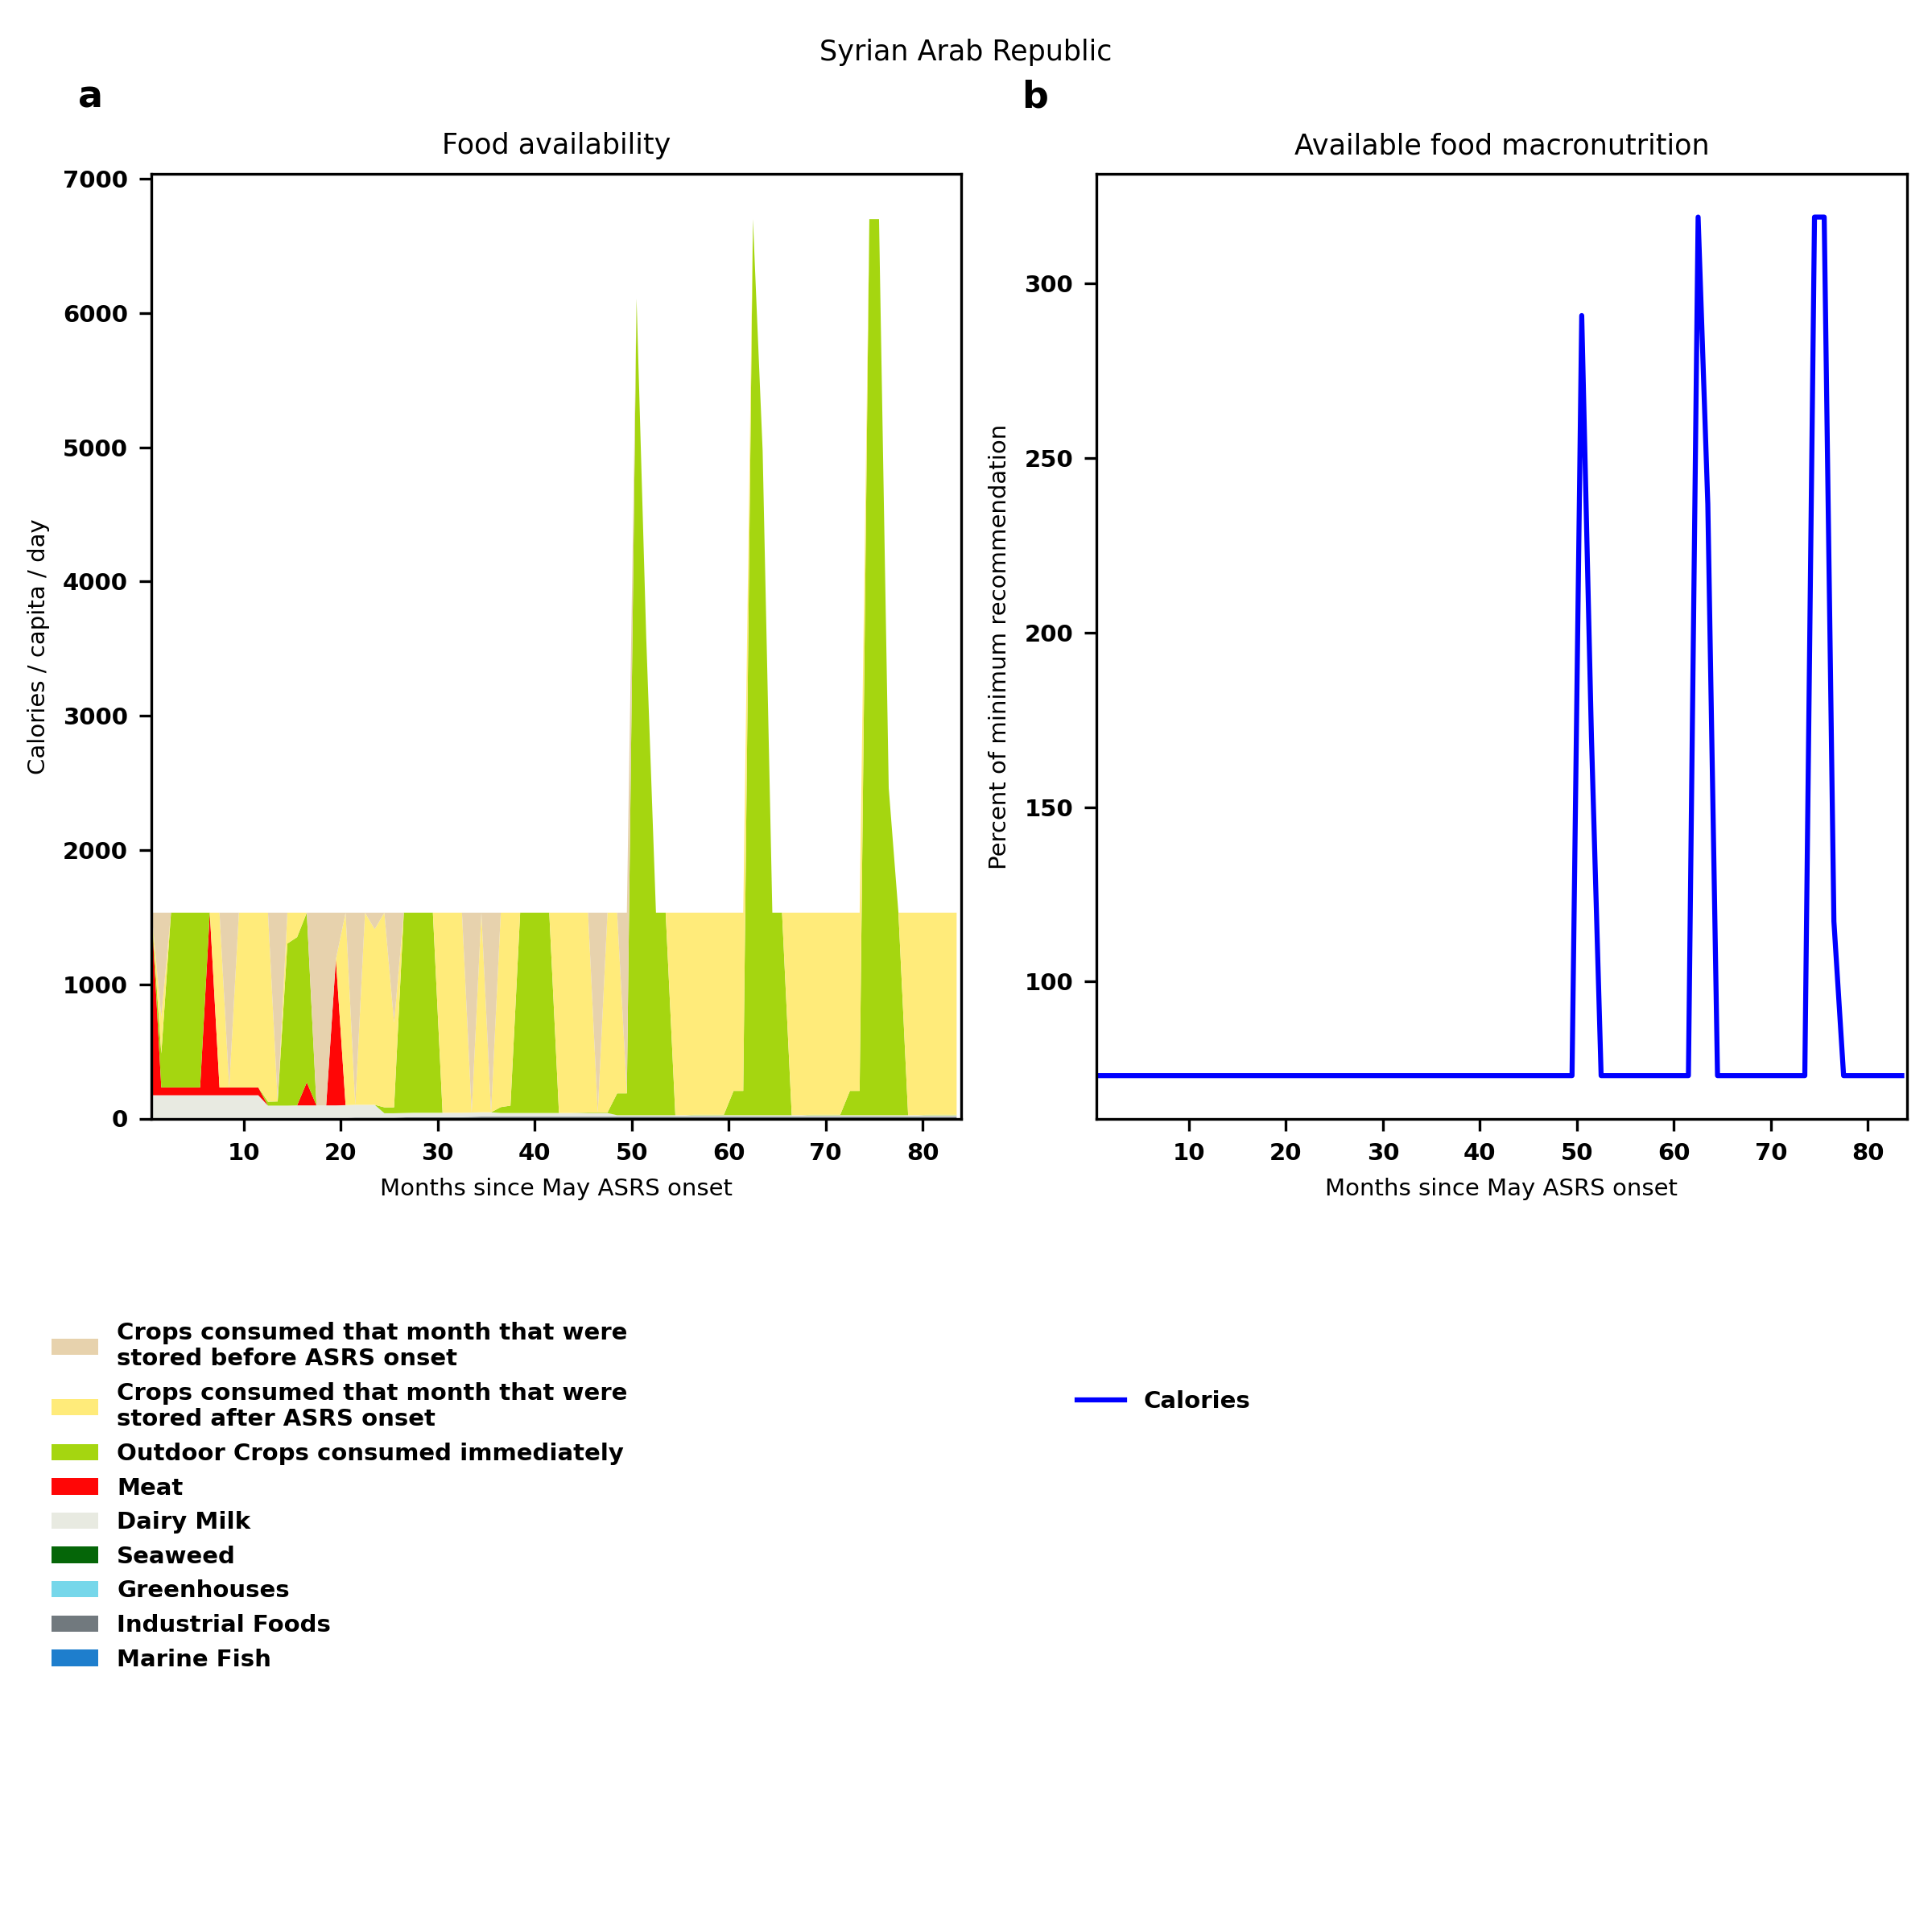 Syrian Arab Republic
a
Food availability
7000
6000
5000
4000
3000
2000
1000
0
Calories / capita / day
10 20 30 40 50 60 70 80
Months since May ASRS onset
b
Available food macronutrition
300
250
200
150
100
Percent of minimum recommendation
10 20 30 40 50 60 70 80
Months since May ASRS onset
Crops consumed that month that were
stored before ASRS onset
Crops consumed that month that were
stored after ASRS onset
Outdoor Crops consumed immediately
Meat
Dairy Milk
Seaweed
Greenhouses
Industrial Foods
Marine Fish
Calories